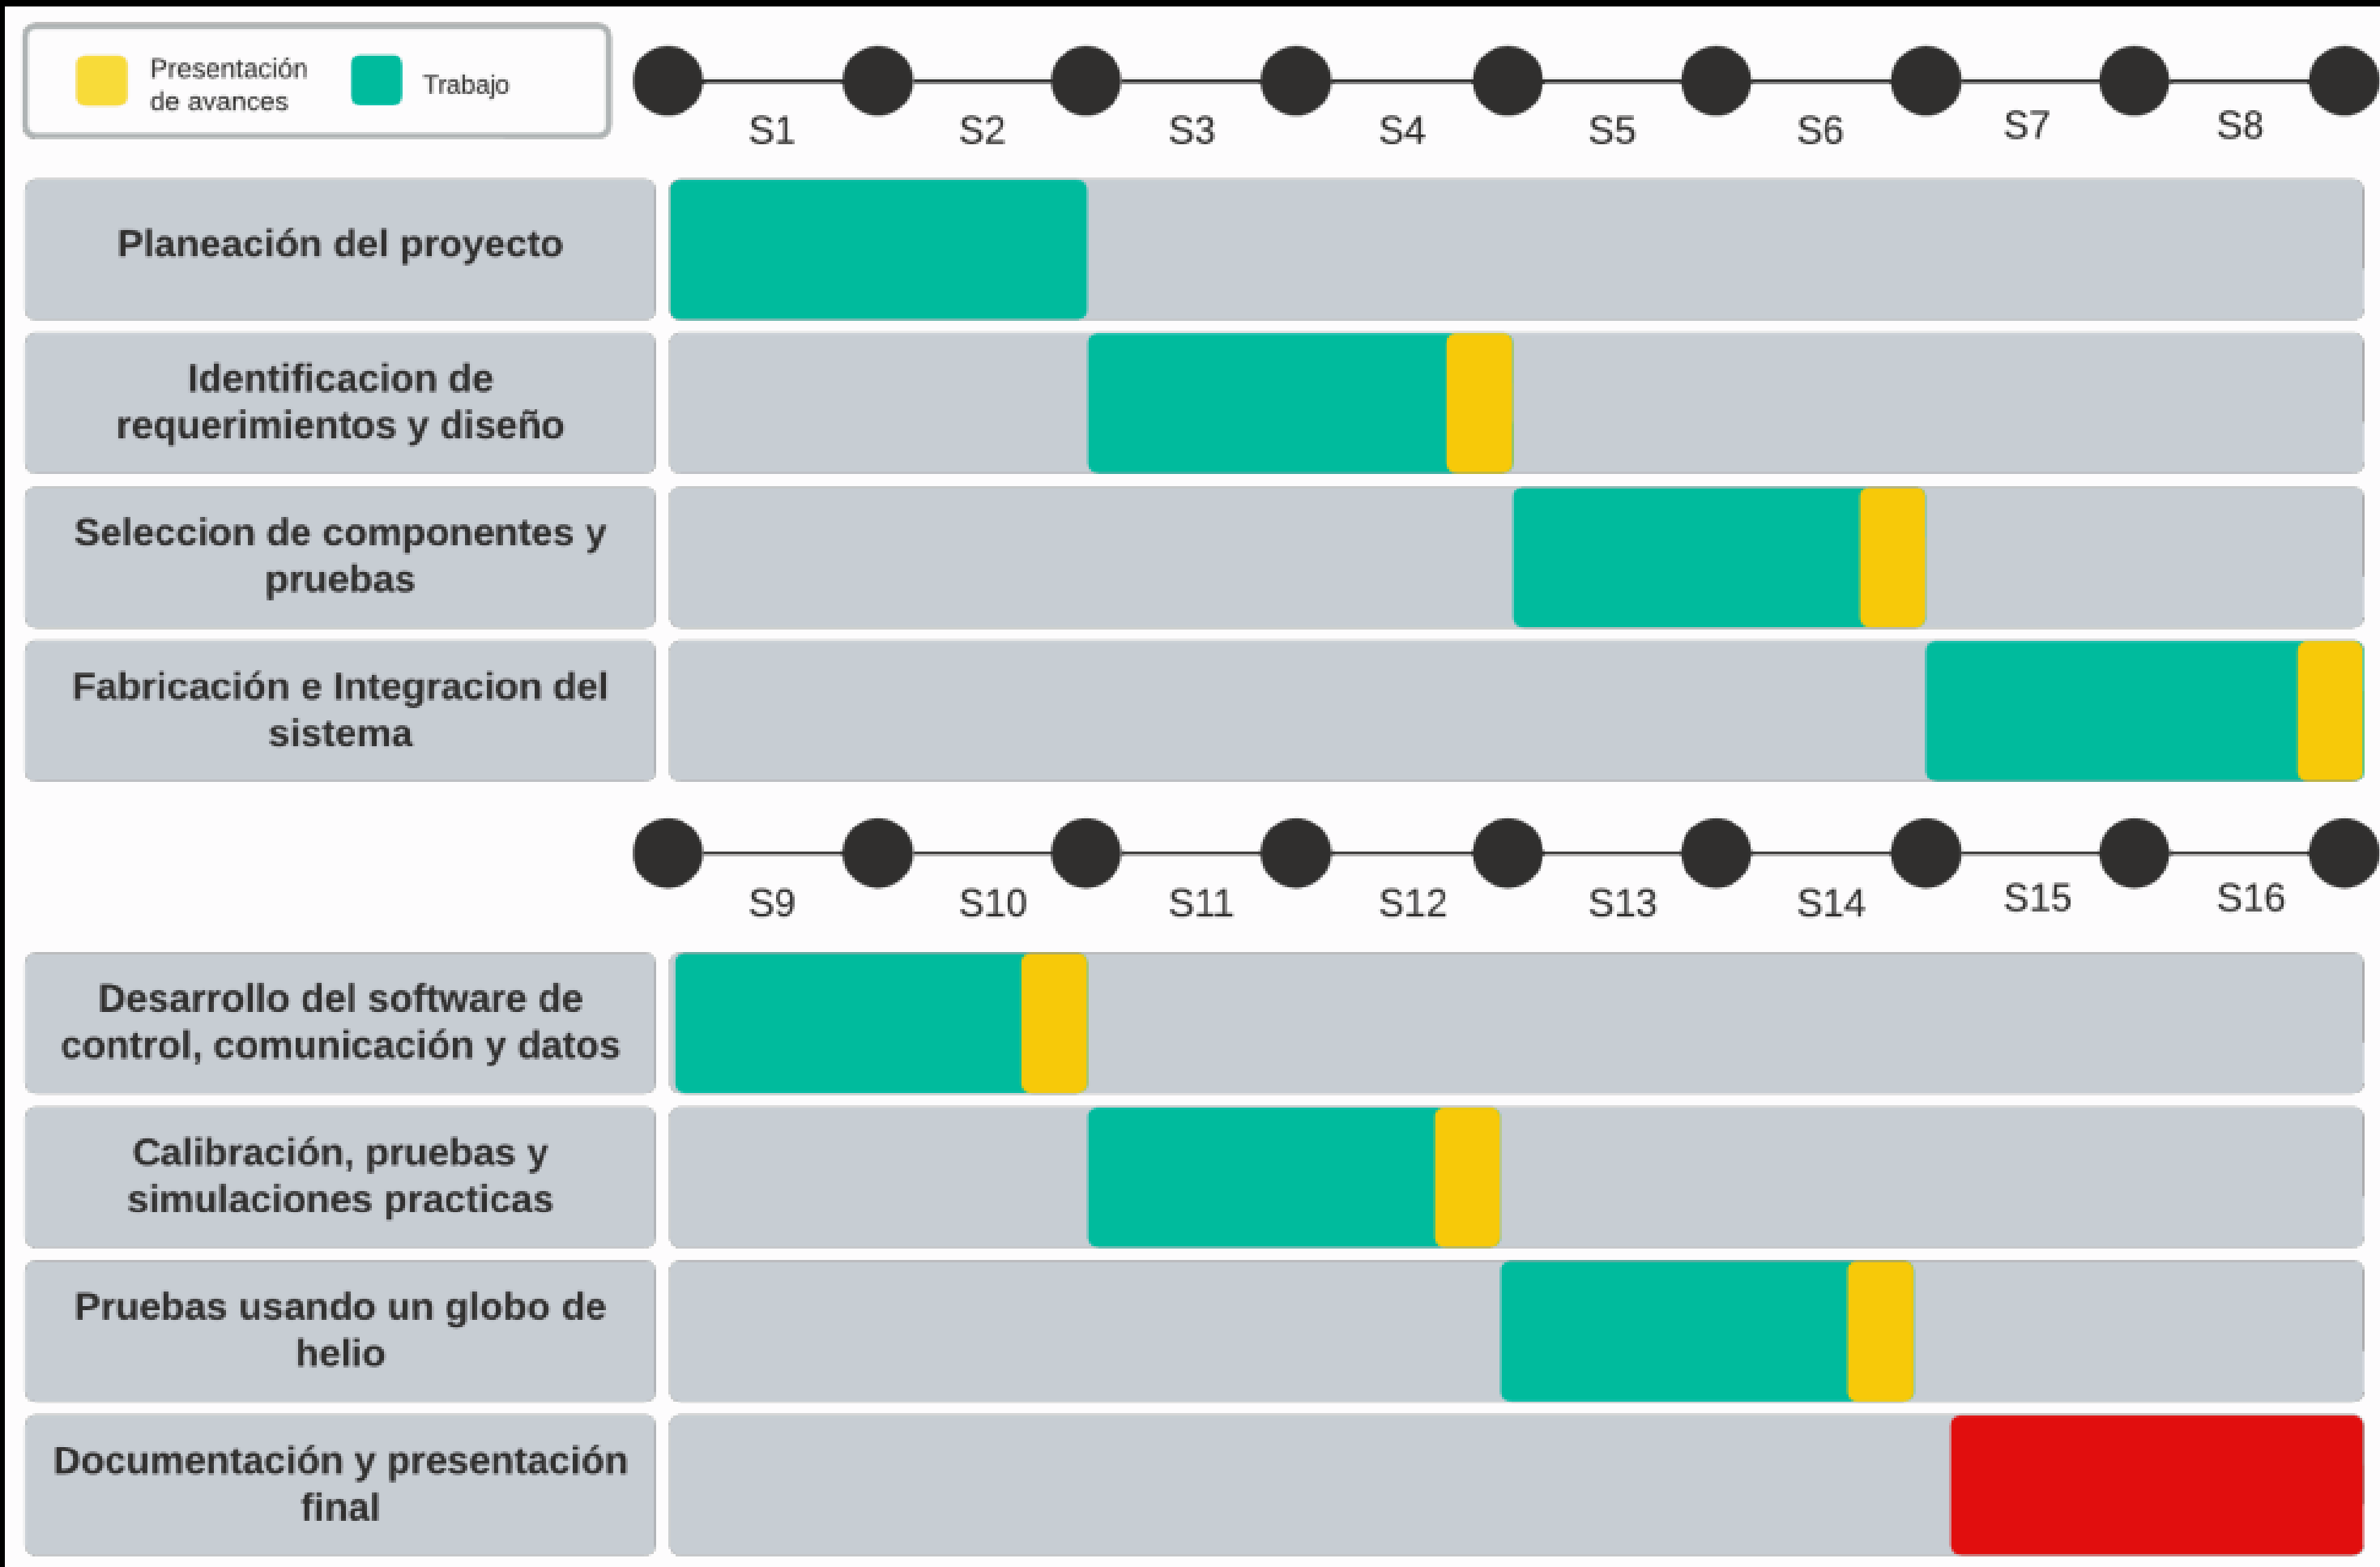 Presentación
de avances
Trabajo
S1 S2 S3 S4 S5 S6 S7 S8
Planeación del proyecto
Identificacion de
requerimientos y diseño
Seleccion de componentes y
pruebas
Fabricación e Integracion del
sistema
S9 S10 S11 S12 S13 S14 S15 S16
Desarrollo del software de
control, comunicación y datos
Calibración, pruebas y
simulaciones practicas
Pruebas usando un globo de
helio
Documentación y presentación
final